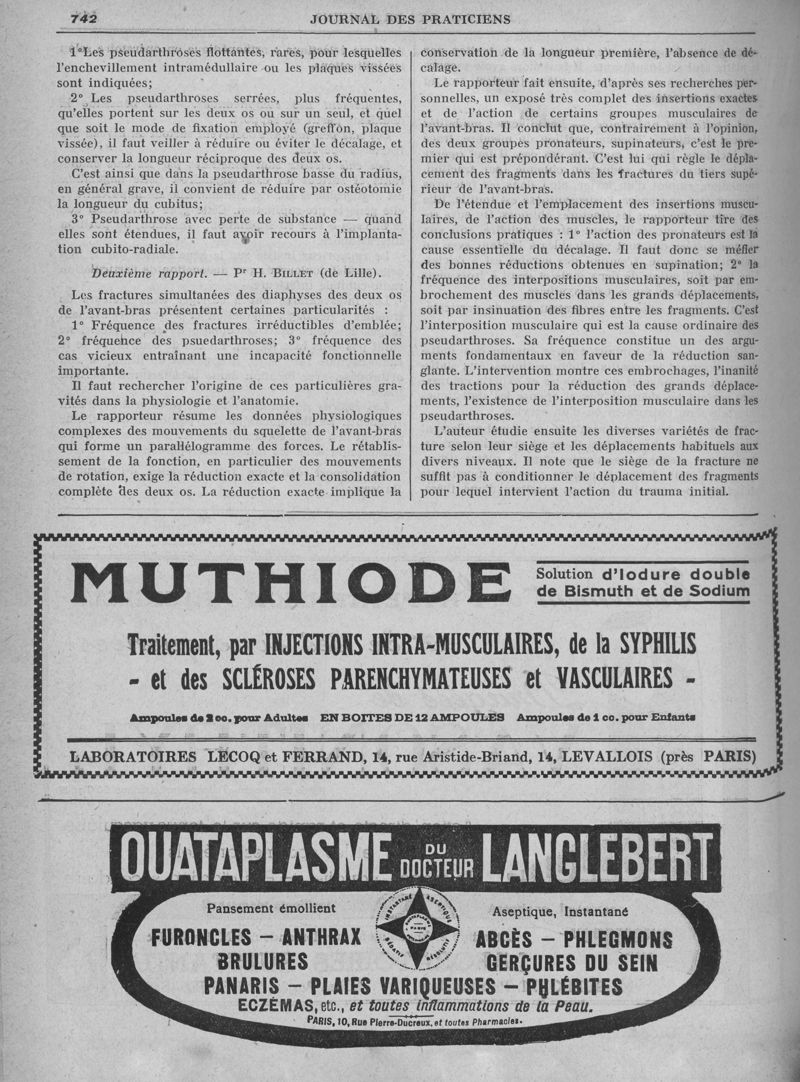 742
JOURNAL DES PRATICIENS
1° Les pseudarthroses flottantes, rares, pour lesquelles
l'enchevillement intramédullaire ou les plaques vissées
sont indiquées;
2° Les pseudarthroses serrées, plus fréquentes,
qu'elles portent sur les deux os ou sur un seul, et quel
que soit le mode de fixation employé (greffon, plaque
vissée), il faut veiller à réduire ou éviter le décalage, et
conserver la longueur réciproque des deux os.
C'est ainsi que dans la pseudarthrose basse du radius,
en général grave, il convient de réduire par ostéotomie
la longueur du cubitus;
3° Pseudarthrose avec perte de substance — quand
elles sont étendues, il faut avoir recours à l'implanta-
tion cubito-radiale.
Deuxième rapport. — Pr H. BILLET (de Lille).
Les fractures simultanées des diaphyses des deux os
de l'avant-bras présentent certaines particularités :
1° Fréquence des fractures irréductibles d'emblée;
2° fréquence des psuedarthroses; 3° fréquence des
cas vicieux entraînant une incapacité fonctionnelle
importante.
Il faut rechercher l'origine de ces particulières gra-
vités dans la physiologie et l'anatomie.
Le rapporteur résume les données physiologiques
complexes des mouvements du squelette de l'avant-bras
qui forme un parallélogramme des forces. Le rétablis-
sement de la fonction, en particulier des mouvements
de rotation, exige la réduction exacte et la consolidation
complète des deux os. La réduction exacte implique la
conservation de la longueur première, l'absence de dé-
calage.
Le rapporteur fait ensuite, d'après ses recherches per-
sonnelles, un exposé très complet des insertions exactes
et de l'action de certains groupes musculaires de
l'avant-bras. Il conclut que, contrairement à l'opinion,
des deux groupes pronateurs, supinateurs, c'est le pre-
mier qui est prépondérant. C'est lui qui règle le dépla-
cement des fragments dans les fractures du tiers supé-
rieur de l'avant-bras.
De l'étendue et l'emplacement des insertions muscu-
laires, de l'action des muscles, le rapporteur tire des
conclusions pratiques : 1° l'action des pronateurs est la
cause essentielle du décalage. Il faut donc se méfier
des bonnes réductions obtenues en supination; 2° la
fréquence des interpositions musculaires, soit par em-
brochement des muscles dans les grands déplacements,
soit par insinuation des fibres entre les fragments. C'est
l'interposition musculaire qui est la cause ordinaire des
pseudarthroses. Sa fréquence constitue un des argu-
ments fondamentaux en faveur de la réduction san-
glante. L'intervention montre ces embrochages, l'inanité
des tractions pour la réduction des grands déplace-
ments, l'existence de l'interposition musculaire dans les
pseudarthroses.
L'auteur étudie ensuite les diverses variétés de frac-
ture selon leur siège et les déplacements habituels aux
divers niveaux. Il note que le siège de la fracture ne
suffit pas à conditionner le déplacement des fragments
pour lequel intervient l'action du trauma initial.
MUTHIODE
Solution d'Iodure double
de Bismuth et de Sodium
Traitement, par INJECTIONS INTRA-MUSCULAIRES, de la SYPHILIS
- et des SCLÉROSES PARENCHYMATEUSES et VASCULAIRES -
Ampoules de 2 cc. pour Adultes EN BOITES DE 12 AMPOULES Ampoules de 1 cc. pour Enfants
LABORATOIRES LECOQ et FERRAND, 14, rue Aristide-Briand, 14, LEVALLOIS (près PARIS)
OUATAPLASME DU DOCTEUR LANGLEBERT
Pansement émollient
Aseptique, Instantané
FURONCLES – ANTHRAX
BRULURES
ABCÈS – PHLEGMONS
GERÇURES DU SEIN
PANARIS – PLAIES VARIQUEUSES – PHLÉBITES
ECZÉMAS, etc., et toutes inflammations de la Peau.
PARIS, 10, Rue Pierre-Ducreux, et toutes Pharmacies.